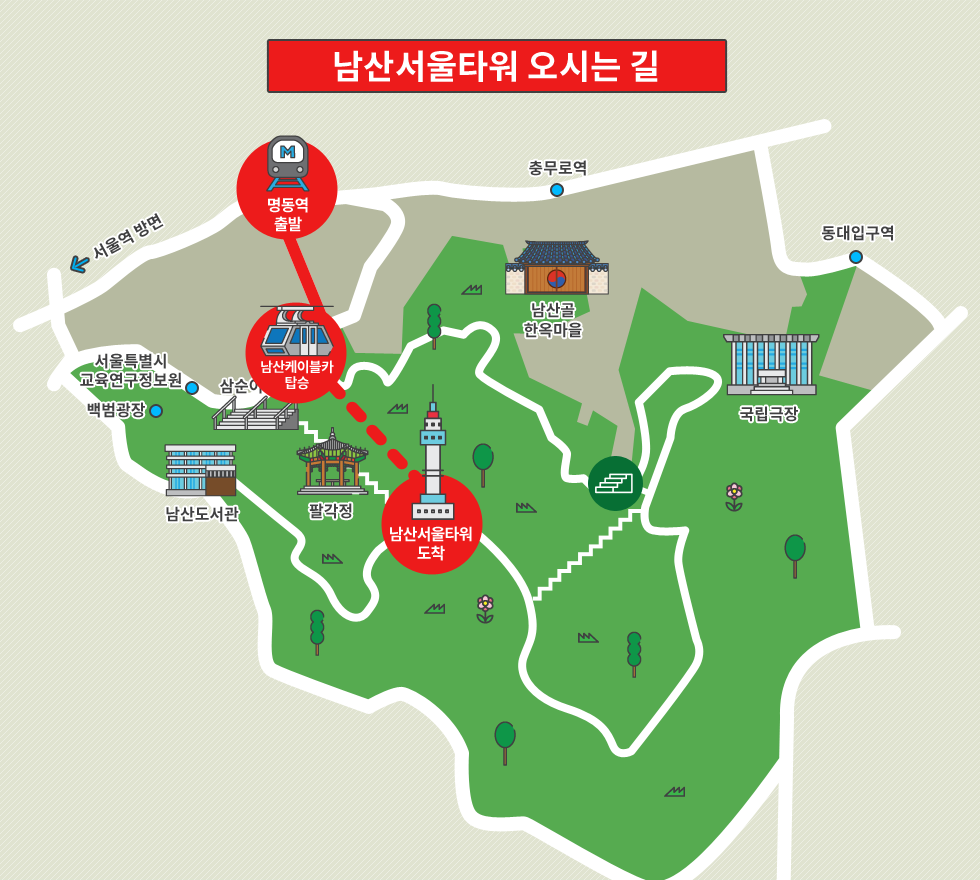 남산서울타워 오시는 길
M
명동역
출발
충무로역
서울역 방면
동대입구역
남산골
한옥마을
남산케이블카
탑승
서울특별시
교육연구정보원
삼순이
백범광장
국립극장
남산도서관
팔각정
남산서울타워
도착